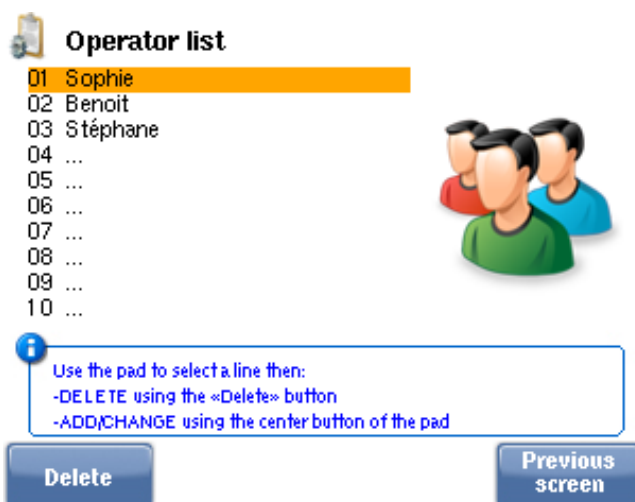 Operator list
01 Sophie
02 Benoit
03 Stéphane
04 ...
05 ...
06 ...
07 ...
08 ...
09 ...
10 ...
Use the pad to select a line then:
-DELETE using the «Delete» button
-ADD/CHANGE using the center button of the pad
Delete
Previous
screen